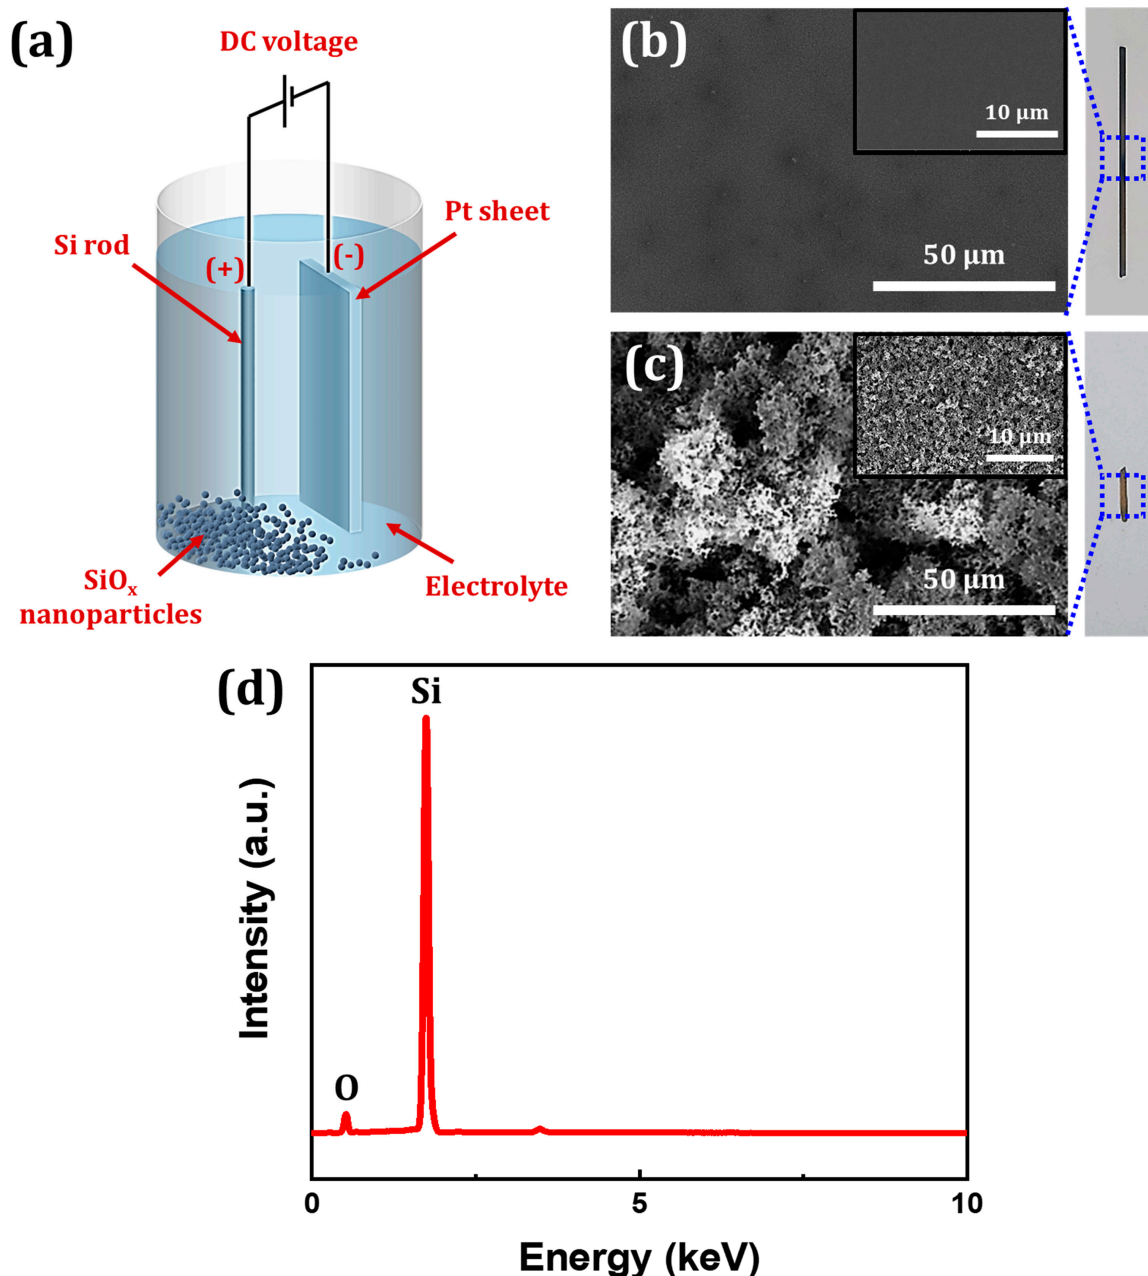 (a)
DC voltage
Pt sheet
Si rod
(+)
(-)
SiOₓ
nanoparticles
Electrolyte
(b)
10 μm
50 μm
(c)
10 μm
50 μm
(d)
Si
O
Intensity (a.u.)
0
5
10
Energy (keV)